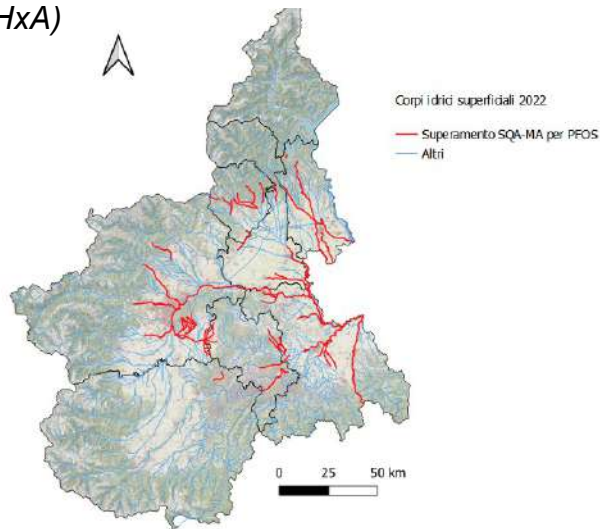 HxA)
Corpi idrici superficiali 2022
Superamento SQA-MA per PFOS
Altri
0 25 50 km